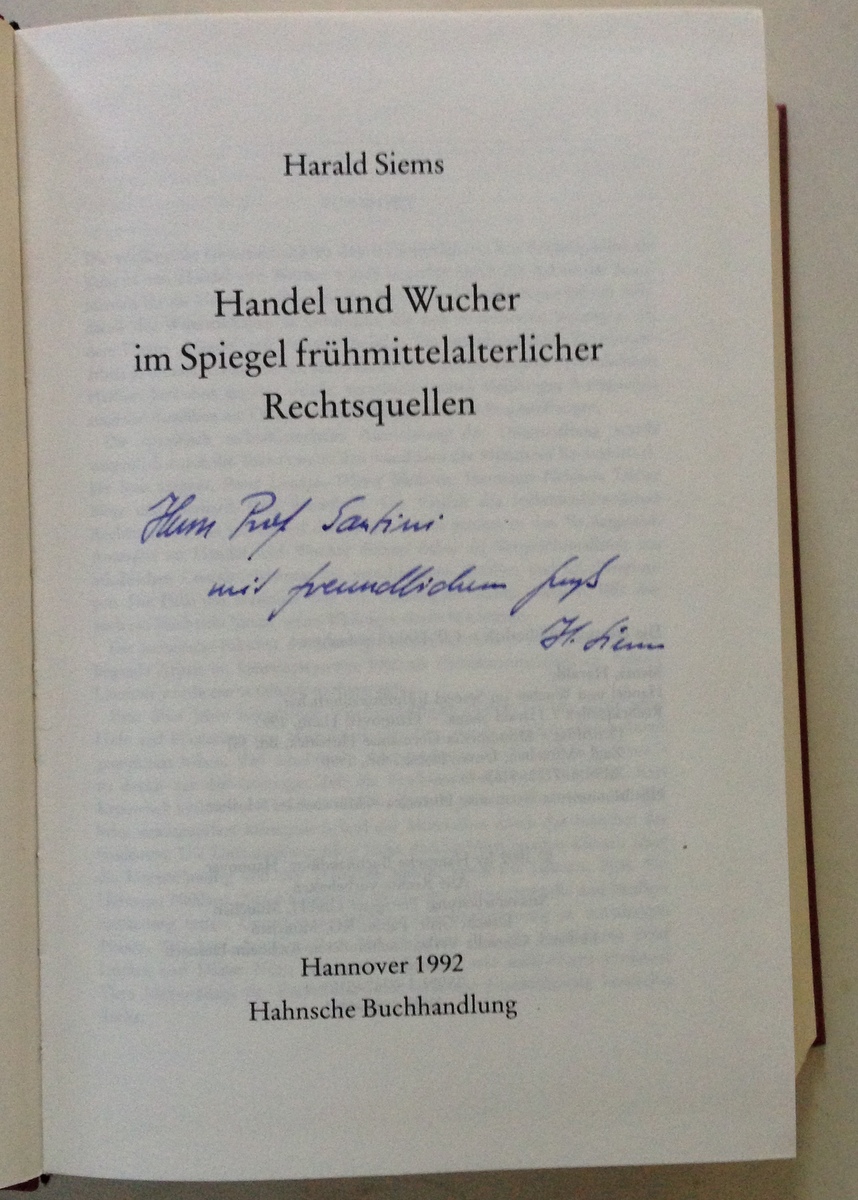 Harald Siems
Handel und Wucher
im Spiegel frühmittelalterlicher
Rechtsquellen
Herrn Prof Santini
mit freundlichem Gruß
H. Siems
Hannover 1992
Hahnsche Buchhandlung